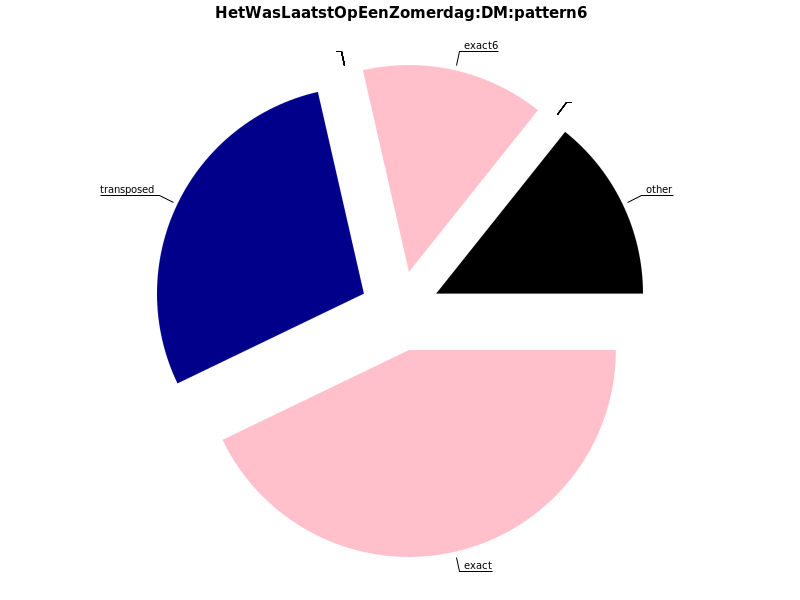 HetWasLaatstOpEenZomerdag:DM:pattern6
exact6
transposed
other
exact